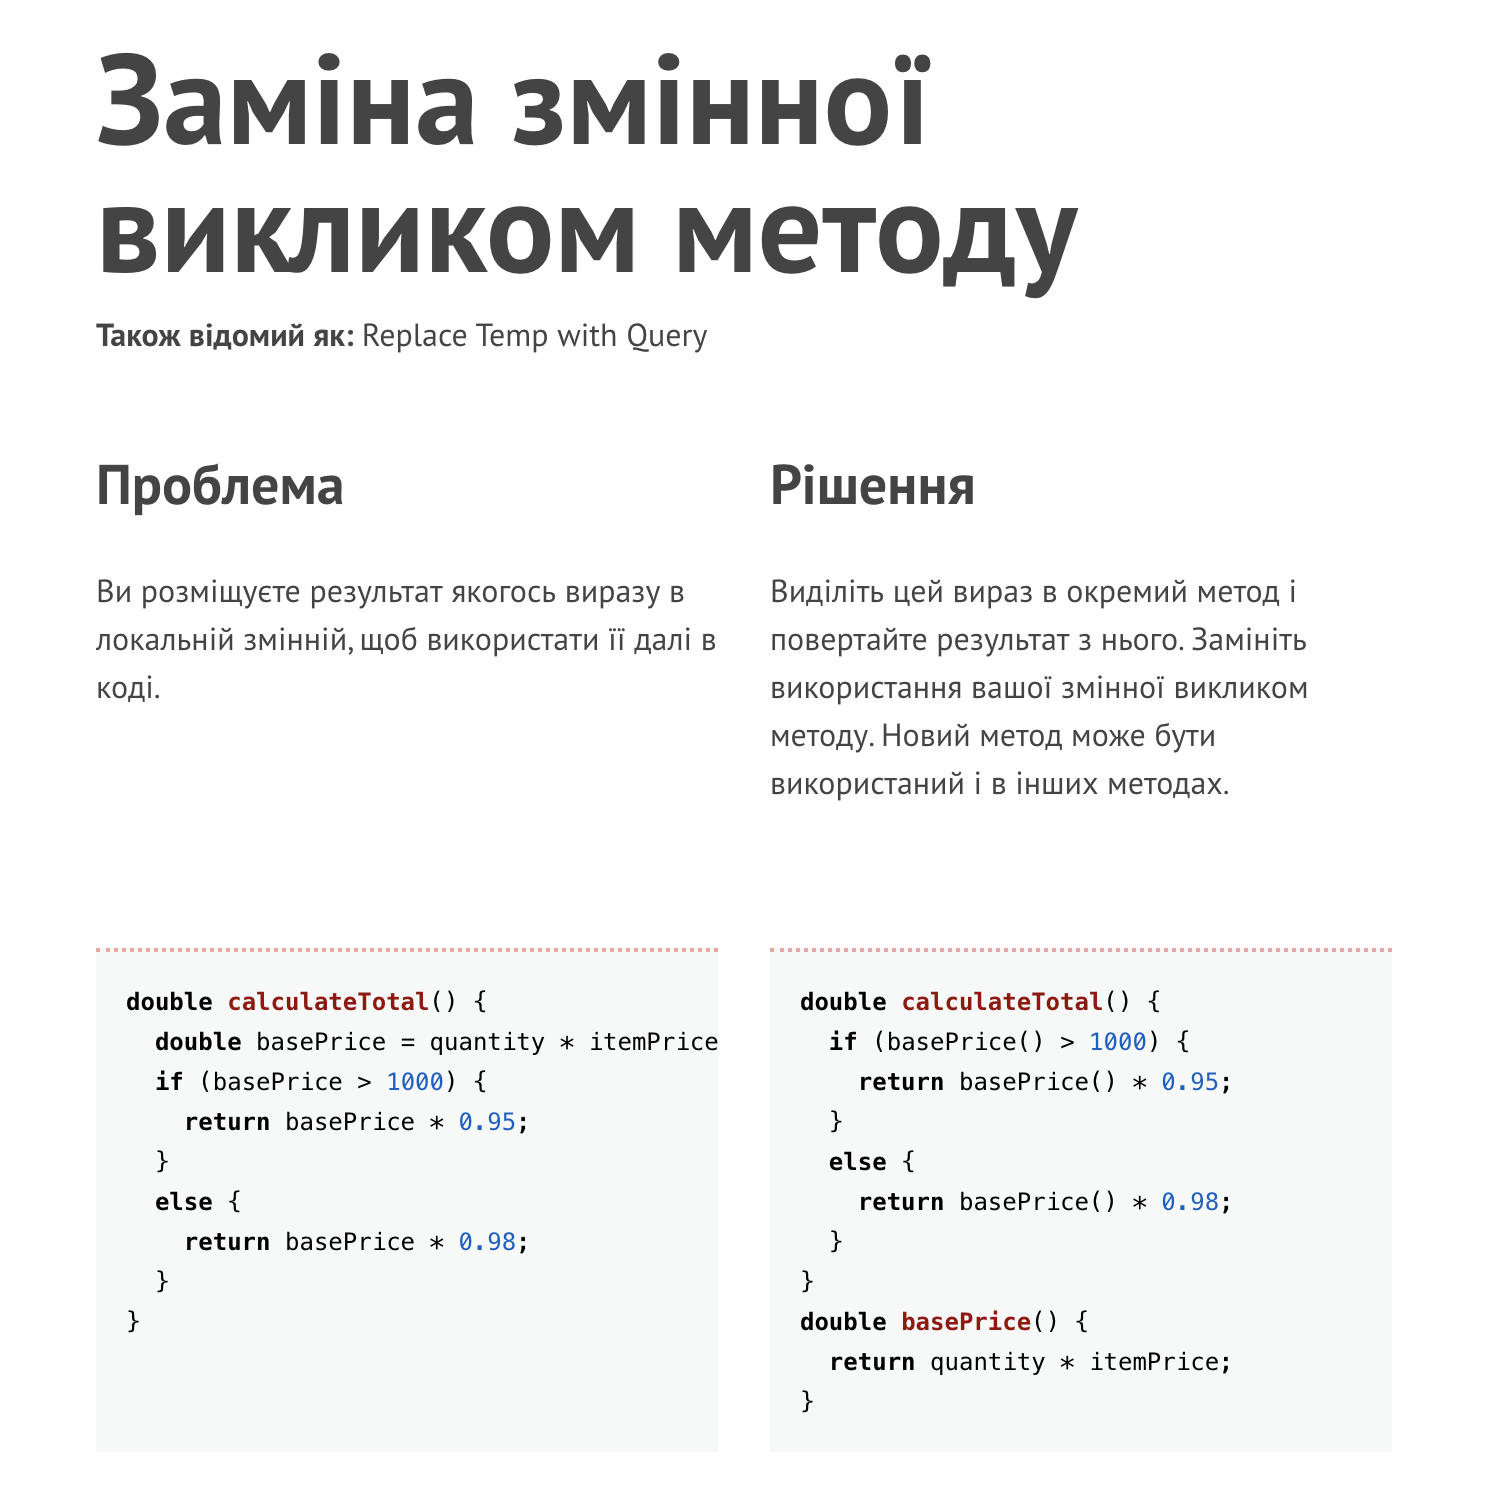 Заміна змінної
викликом методу
Також відомий як: Replace Temp with Query
Проблема
Ви розміщуєте результат якогось виразу в
локальній змінній, щоб використати її далі в
коді.
Рішення
Виділіть цей вираз в окремий метод і
повертайте результат з нього. Замініть
використання вашої змінної викликом
методу. Новий метод може бути
використаний і в інших методах.
double calculateTotal() {
  double basePrice = quantity * itemPrice
  if (basePrice > 1000) {
    return basePrice * 0.95;
  }
  else {
    return basePrice * 0.98;
  }
}
double calculateTotal() {
  if (basePrice() > 1000) {
    return basePrice() * 0.95;
  }
  else {
    return basePrice() * 0.98;
  }
}
double basePrice() {
  return quantity * itemPrice;
}